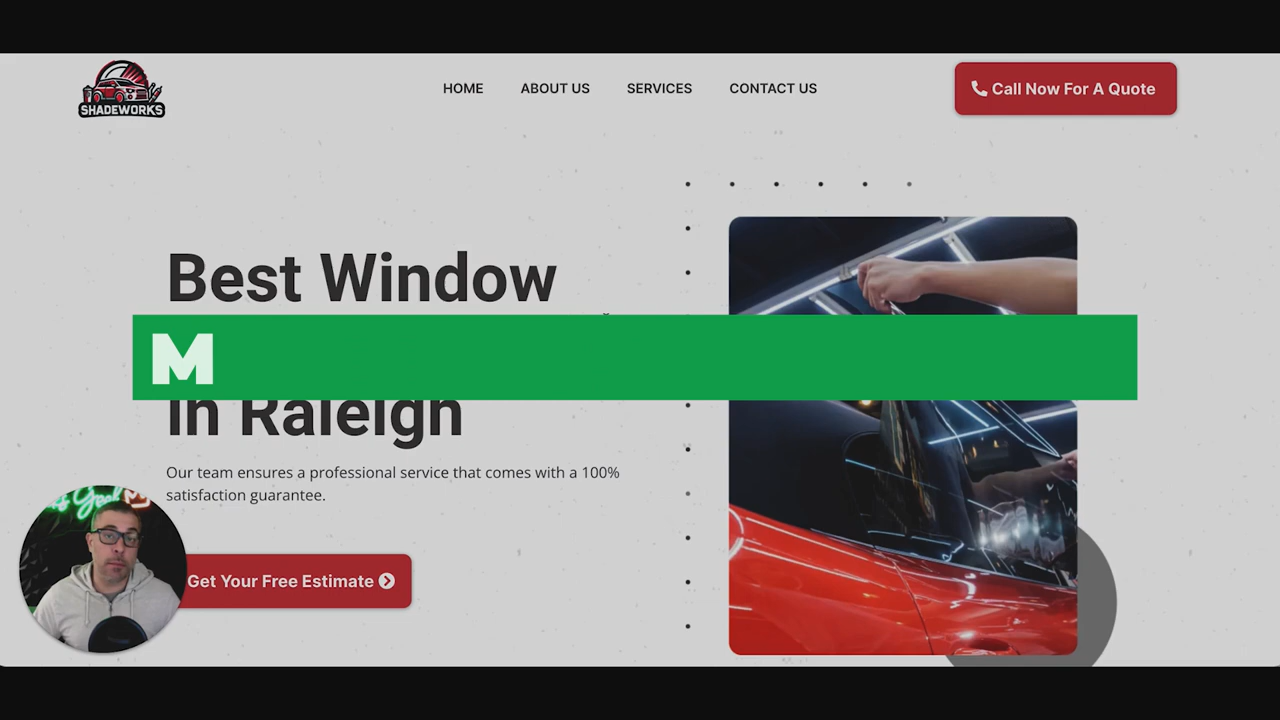 SHADEWORKS
HOME
ABOUT US
SERVICES
CONTACT US
Call Now For A Quote
Best Window
M
in Raleigh
Our team ensures a professional service that comes with a 100%
satisfaction guarantee.
Get Your Free Estimate